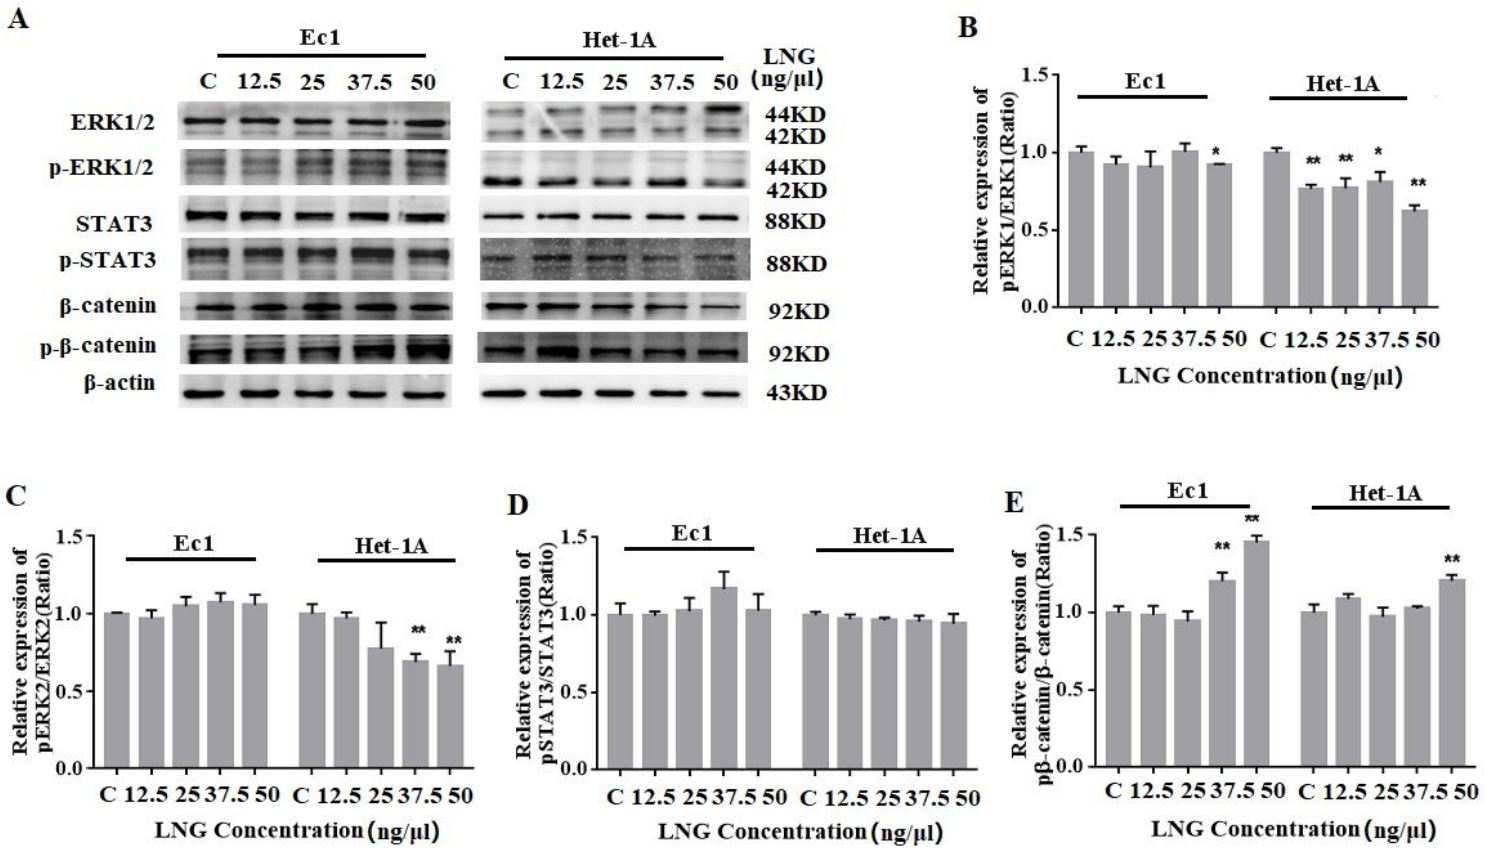 A
Ec1
Het-1A
LNG
(ng/μl)
C 12.5 25 37.5 50
C 12.5 25 37.5 50
ERK1/2
44KD
42KD
p-ERK1/2
44KD
42KD
STAT3
88KD
p-STAT3
88KD
β-catenin
92KD
p-β-catenin
92KD
β-actin
43KD
B
Relative expression of
pERK1/ERK1(Ratio)
1.5
1.0
0.5
0.0
Ec1
Het-1A
*
**
**
*
**
C 12.5 25 37.5 50 C 12.5 25 37.5 50
LNG Concentration(ng/μl)
C
Relative expression of
pERK2/ERK2(Ratio)
1.5
1.0
0.5
0.0
Ec1
Het-1A
**
**
C 12.5 25 37.5 50 C 12.5 25 37.5 50
LNG Concentration(ng/μl)
D
Relative expression of
pSTAT3/STAT3(Ratio)
1.5
1.0
0.5
0.0
Ec1
Het-1A
C 12.5 25 37.5 50 C 12.5 25 37.5 50
LNG Concentration(ng/μl)
E
Relative expression of
pβ-catenin/β-catenin(Ratio)
1.5
1.0
0.5
0.0
Ec1
Het-1A
**
**
**
C 12.5 25 37.5 50 C 12.5 25 37.5 50
LNG Concentration (ng/μl)